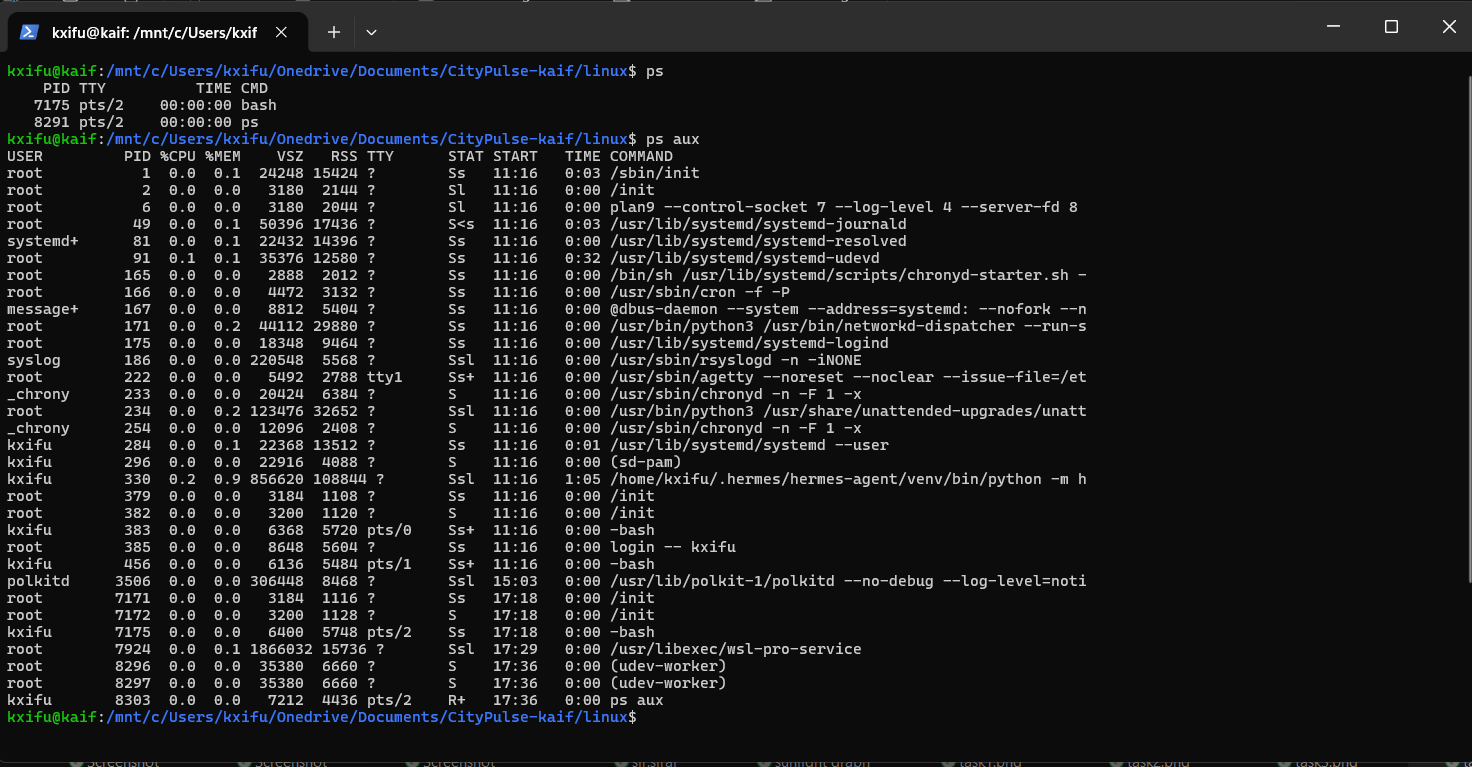 kxifu@kaif: /mnt/c/Users/kxif
kxifu@kaif:/mnt/c/Users/kxifu/Onedrive/Documents/CityPulse-kaif/linux$ ps
    PID TTY          TIME CMD
   7175 pts/2    00:00:00 bash
   8291 pts/2    00:00:00 ps
kxifu@kaif:/mnt/c/Users/kxifu/Onedrive/Documents/CityPulse-kaif/linux$ ps aux
USER         PID %CPU %MEM    VSZ   RSS TTY      STAT START   TIME COMMAND
root           1  0.0  0.1  24248 15424 ?        Ss   11:16   0:03 /sbin/init
root           2  0.0  0.0   3180  2144 ?        Sl   11:16   0:00 /init
root           6  0.0  0.0   3180  2044 ?        Sl   11:16   0:00 plan9 --control-socket 7 --log-level 4 --server-fd 8
root          49  0.0  0.1  50396 17436 ?        S<s  11:16   0:03 /usr/lib/systemd/systemd-journald
systemd+      81  0.0  0.1  22432 14396 ?        Ss   11:16   0:00 /usr/lib/systemd/systemd-resolved
root          91  0.1  0.1  35376 12580 ?        Ss   11:16   0:32 /usr/lib/systemd/systemd-udevd
root         165  0.0  0.0   2888  2012 ?        Ss   11:16   0:00 /bin/sh /usr/lib/systemd/scripts/chronyd-starter.sh -
root         166  0.0  0.0   4472  3132 ?        Ss   11:16   0:00 /usr/sbin/cron -f -P
message+     167  0.0  0.0   8812  5404 ?        Ss   11:16   0:00 @dbus-daemon --system --address=systemd: --nofork --n
root         171  0.0  0.2  44112 29880 ?        Ss   11:16   0:00 /usr/bin/python3 /usr/bin/networkd-dispatcher --run-s
root         175  0.0  0.0  18348  9464 ?        Ss   11:16   0:00 /usr/lib/systemd/systemd-logind
syslog       186  0.0  0.0 220548  5568 ?        Ssl  11:16   0:00 /usr/sbin/rsyslogd -n -iNONE
root         222  0.0  0.0   5492  2788 tty1     Ss+  11:16   0:00 /usr/sbin/agetty --noreset --noclear --issue-file=/et
_chrony      233  0.0  0.0  20424  6384 ?        S    11:16   0:00 /usr/sbin/chronyd -n -F 1 -x
root         234  0.0  0.2 123476 32652 ?        Ssl  11:16   0:00 /usr/bin/python3 /usr/share/unattended-upgrades/unatt
_chrony      254  0.0  0.0  12096  2408 ?        S    11:16   0:00 /usr/sbin/chronyd -n -F 1 -x
kxifu        284  0.0  0.1  22368 13512 ?        Ss   11:16   0:01 /usr/lib/systemd/systemd --user
kxifu        296  0.0  0.0  22916  4088 ?        S    11:16   0:00 (sd-pam)
kxifu        330  0.2  0.9 856620 108844 ?       Ssl  11:16   1:05 /home/kxifu/.hermes/hermes-agent/venv/bin/python -m h
root         379  0.0  0.0   3184  1108 ?        Ss   11:16   0:00 /init
root         382  0.0  0.0   3200  1120 ?        S    11:16   0:00 /init
kxifu        383  0.0  0.0   6368  5720 pts/0    Ss+  11:16   0:00 -bash
root         385  0.0  0.0   8648  5604 ?        Ss   11:16   0:00 login -- kxifu
kxifu        456  0.0  0.0   6136  5484 pts/1    Ss+  11:16   0:00 -bash
polkitd     3506  0.0  0.0 306448  8468 ?        Ssl  15:03   0:00 /usr/lib/polkit-1/polkitd --no-debug --log-level=noti
root        7171  0.0  0.0   3184  1116 ?        Ss   17:18   0:00 /init
root        7172  0.0  0.0   3200  1128 ?        S    17:18   0:00 /init
kxifu       7175  0.0  0.0   6400  5748 pts/2    Ss   17:18   0:00 -bash
root        7924  0.0  0.1 1866032 15736 ?       Ssl  17:29   0:00 /usr/libexec/wsl-pro-service
root        8296  0.0  0.0  35380  6660 ?        S    17:36   0:00 (udev-worker)
root        8297  0.0  0.0  35380  6660 ?        S    17:36   0:00 (udev-worker)
kxifu       8303  0.0  0.0   7212  4436 pts/2    R+   17:36   0:00 ps aux
kxifu@kaif:/mnt/c/Users/kxifu/Onedrive/Documents/CityPulse-kaif/linux$